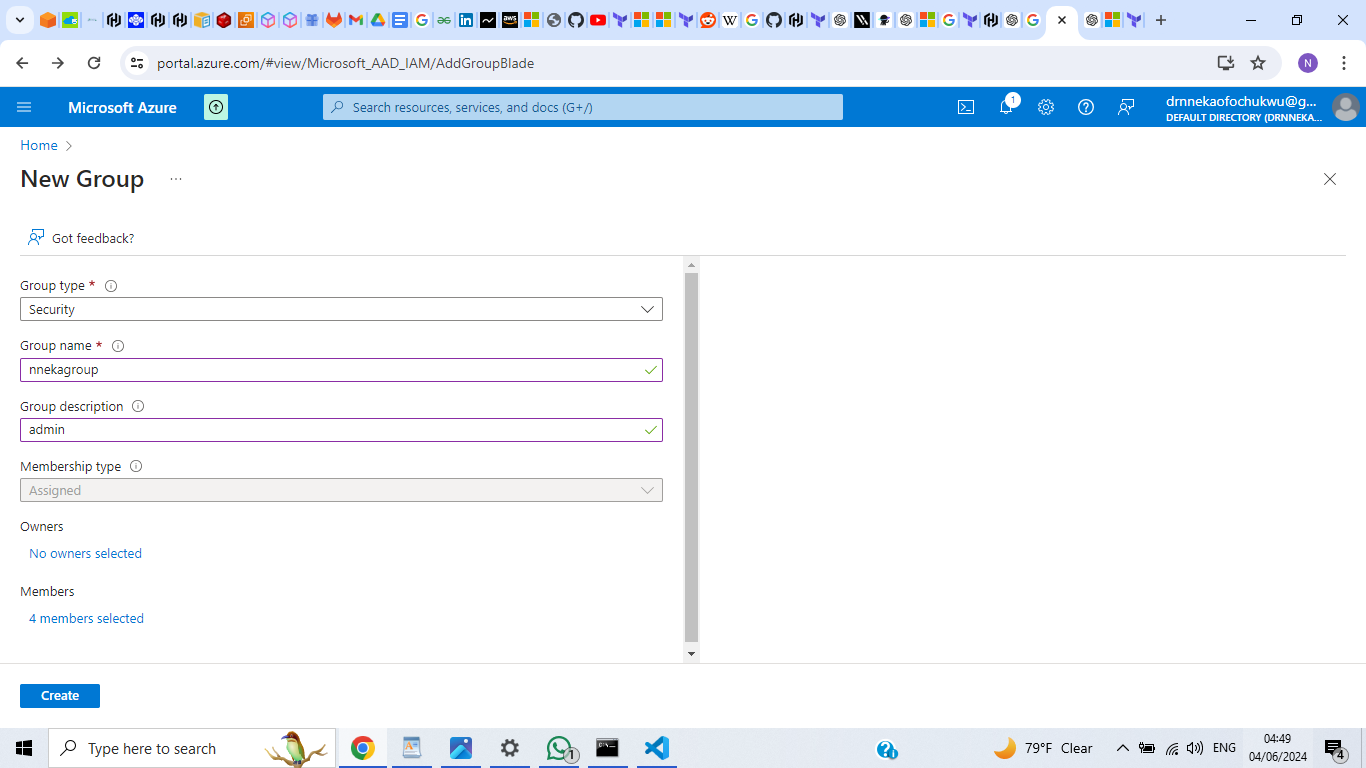 portal.azure.com/#view/Microsoft_AAD_IAM/AddGroupBlade
N
Microsoft Azure
Search resources, services, and docs (G+/)
1
drnnekaofochukwu@g...
DEFAULT DIRECTORY (DRNNEKA...
Home
New Group
...
Got feedback?
Group type *
Security
Group name *
nnekagroup
Group description
admin
Membership type
Assigned
Owners
No owners selected
Members
4 members selected
Create
Type here to search
1
79°F Clear
ENG
04:49
04/06/2024
4